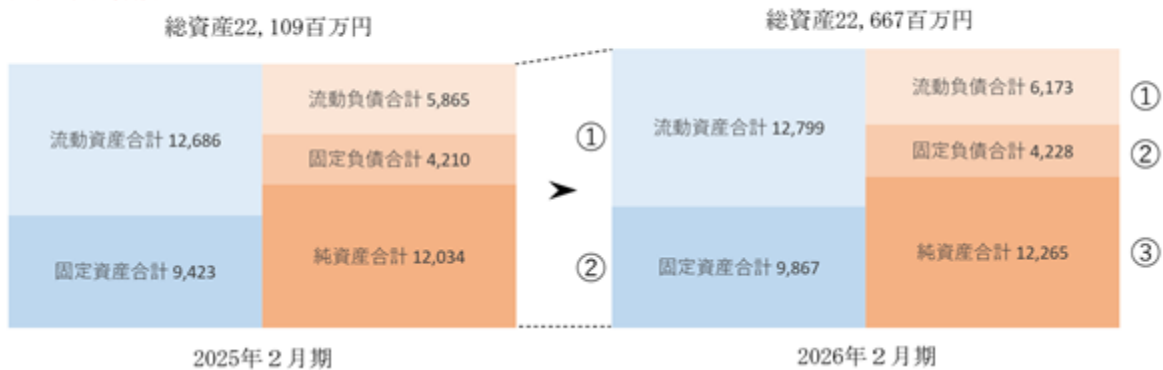 総資産22,109百万円
流動資産合計 12,686
固定資産合計 9,423
流動負債合計 5,865
固定負債合計 4,210
純資産合計 12,034
2025年２月期
①
②
➤
総資産22,667百万円
流動資産合計 12,799
固定資産合計 9,867
流動負債合計 6,173
固定負債合計 4,228
純資産合計 12,265
①
②
③
2026年２月期